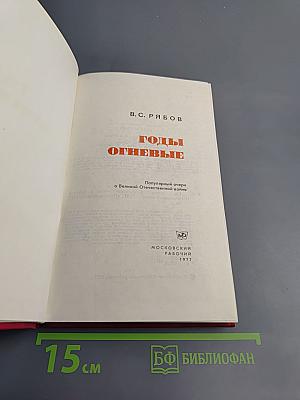 В. С. РЯБОВ
ГОДЫ
ОГНЕВЫЕ
Популярный очерк
о Великой Отечественной войне
МОСКОВСКИЙ
РАБОЧИЙ
1977
15 см
БФ БИБЛИОФАН